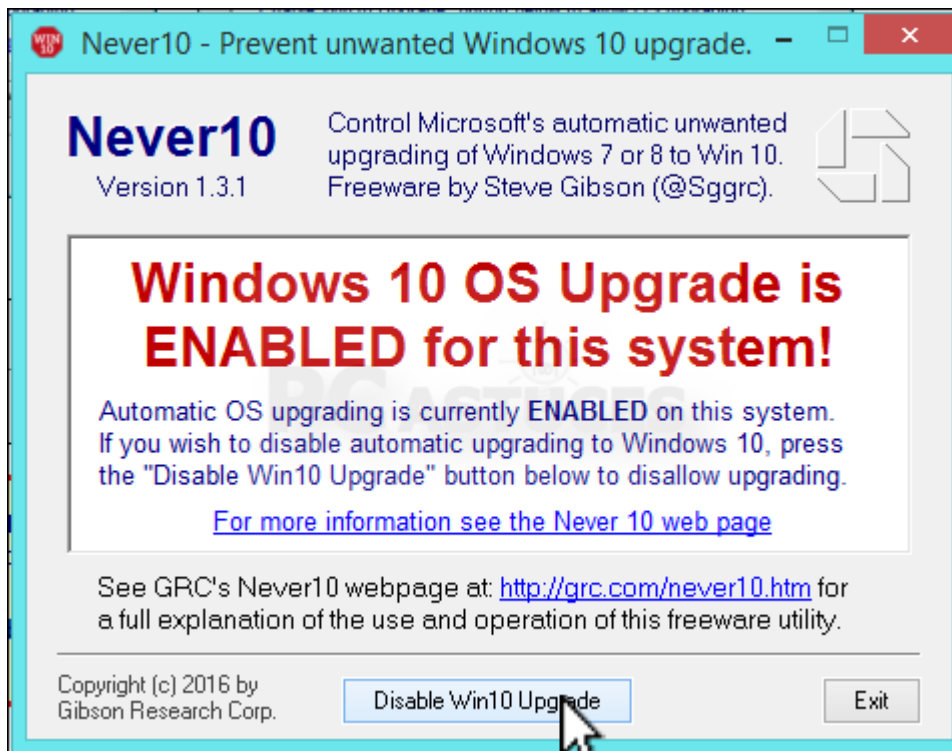 WIN
10
Never10 - Prevent unwanted Windows 10 upgrade.
Never10
Version 1.3.1
Control Microsoft's automatic unwanted
upgrading of Windows 7 or 8 to Win 10.
Freeware by Steve Gibson (@Sggrc).
Windows 10 OS Upgrade is
ENABLED for this system!
PC ASTUCES
Automatic OS upgrading is currently ENABLED on this system.
If you wish to disable automatic upgrading to Windows 10, press
the "Disable Win10 Upgrade" button below to disallow upgrading.
For more information see the Never 10 web page
See GRC's Never10 webpage at: http://grc.com/never10.htm for
a full explanation of the use and operation of this freeware utility.
Copyright (c) 2016 by
Gibson Research Corp.
Disable Win10 Upgrade
Exit